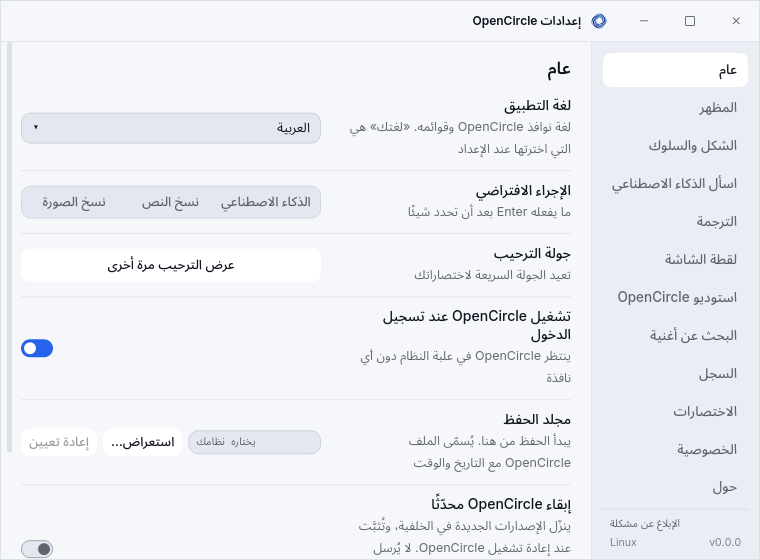 إعدادات OpenCircle
عام
المظهر
الشكل والسلوك
اسأل الذكاء الاصطناعي
الترجمة
لقطة الشاشة
استوديو OpenCircle
البحث عن أغنية
السجل
الاختصارات
الخصوصية
حول
الإبلاغ عن مشكلة
Linux v0.0.0
عام
لغة التطبيق
لغة نوافذ OpenCircle وقوائمه. «لغتك» هي
التي اخترتها عند الإعداد
العربية
الإجراء الافتراضي
ما يفعله Enter بعد أن تحدد شيئًا
الذكاء الاصطناعي نسخ النص نسخ الصورة
جولة الترحيب
تعيد الجولة السريعة لاختصاراتك
عرض الترحيب مرة أخرى
تشغيل OpenCircle عند تسجيل
الدخول
ينتظر OpenCircle في علبة النظام دون أي
نافذة
مجلد الحفظ
يبدأ الحفظ من هنا. يُسمّى الملف
OpenCircle مع التاريخ والوقت
يختاره نظامك استعراض... إعادة تعيين
إبقاء OpenCircle محدّثًا
ينزّل الإصدارات الجديدة في الخلفية، وتُثبَّت
عند إعادة تشغيل OpenCircle. لا يُرسل